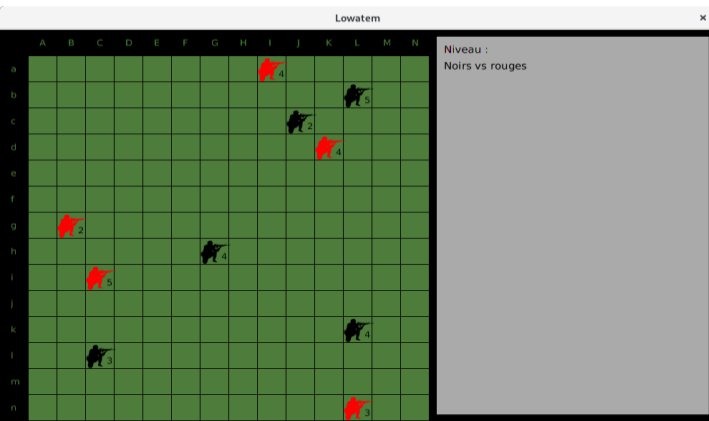 Lowatem
×
A B C D E F G H I J K L M N
Niveau :
Noirs vs rouges
a 4
b 5
c 2
d 4
e
f
g 2
h 4
i 5
j
k 4
l 3
m
n 3